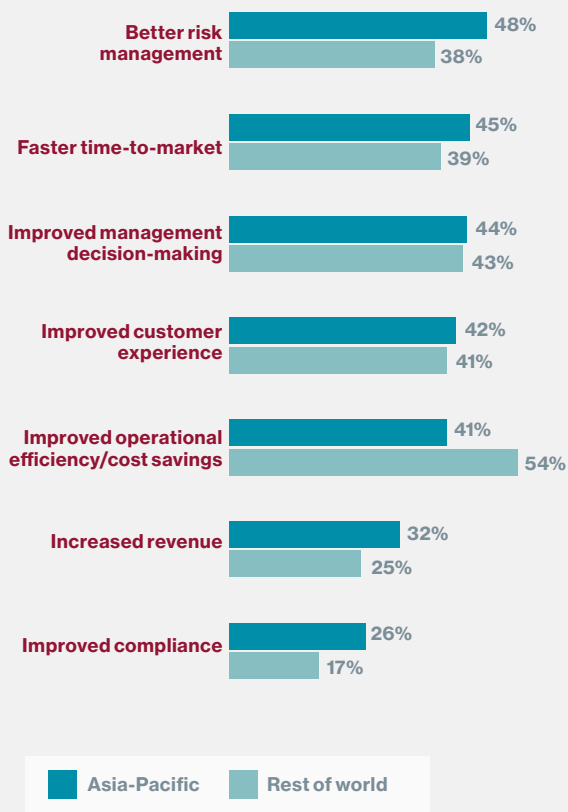 Better risk
management
48%
38%
Faster time-to-market
45%
39%
Improved management
decision-making
44%
43%
Improved customer
experience
42%
41%
Improved operational
efficiency/cost savings
41%
54%
Increased revenue
32%
25%
Improved compliance
26%
17%
Asia-Pacific
Rest of world